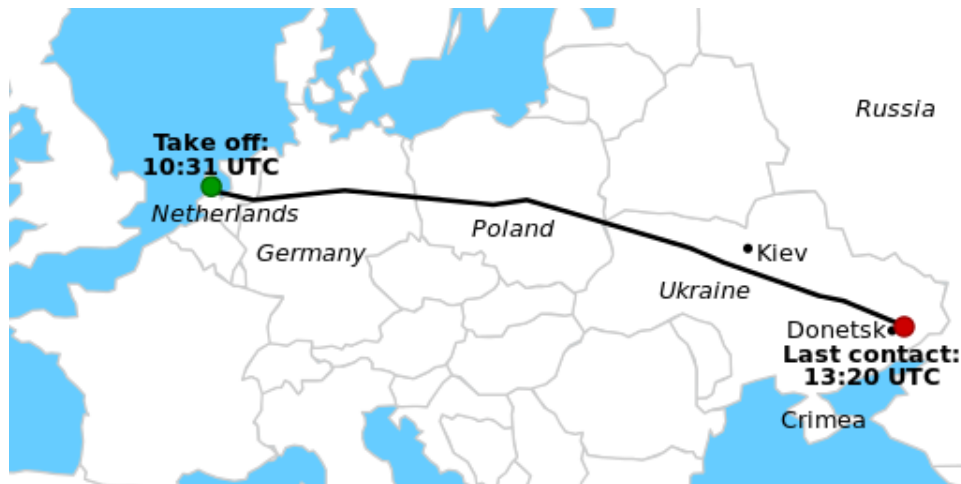 Russia
Take off:
10:31 UTC
Netherlands
Poland
Germany
Kiev
Ukraine
Donetsk
Last contact:
13:20 UTC
Crimea